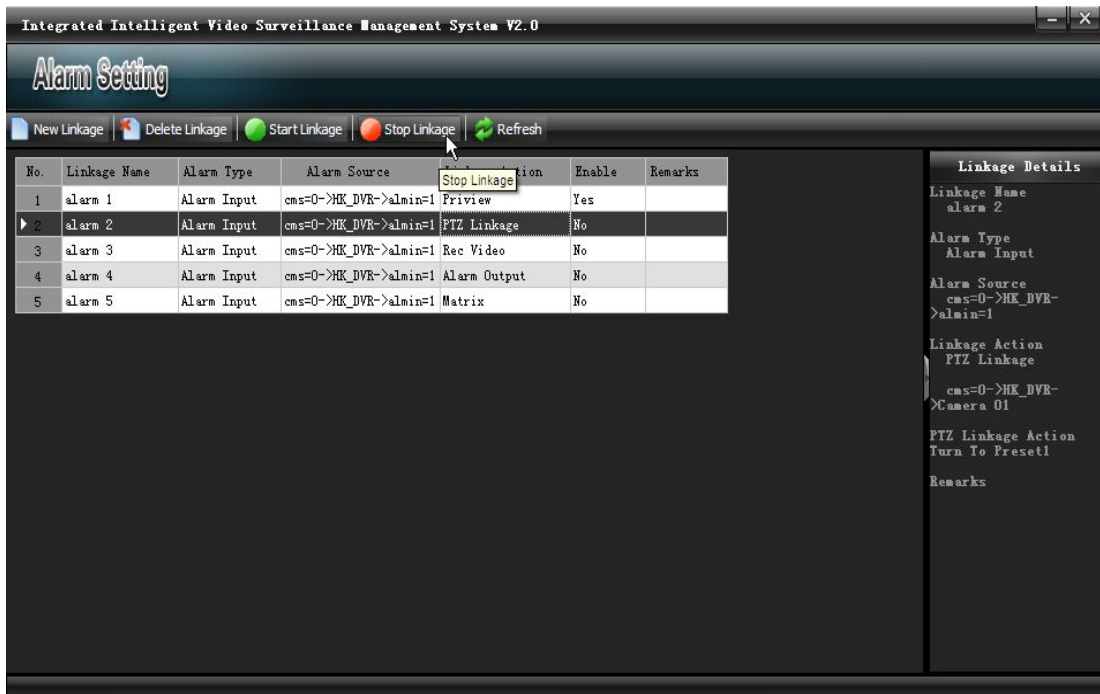 Integrated Intelligent Video Surveillance Management System V2.0
Alarm Setting
New Linkage Delete Linkage Start Linkage Stop Linkage Refresh
No. Linkage Name Alarm Type Alarm Source tion Enable Remarks
Stop Linkage
1 alarm 1 Alarm Input cms=0->HK_DVR->almin=1 Priview Yes
2 alarm 2 Alarm Input cms=0->HK_DVR->almin=1 PTZ Linkage No
3 alarm 3 Alarm Input cms=0->HK_DVR->almin=1 Rec Video No
4 alarm 4 Alarm Input cms=0->HK_DVR->almin=1 Alarm Output No
5 alarm 5 Alarm Input cms=0->HK_DVR->almin=1 Matrix No
Linkage Details
Linkage Name
alarm 2
Alarm Type
Alarm Input
Alarm Source
cms=0->HK_DVR-
>almin=1
Linkage Action
PTZ Linkage
cms=0->HK_DVR-
>Camera 01
PTZ Linkage Action
Turn To Preset1
Remarks